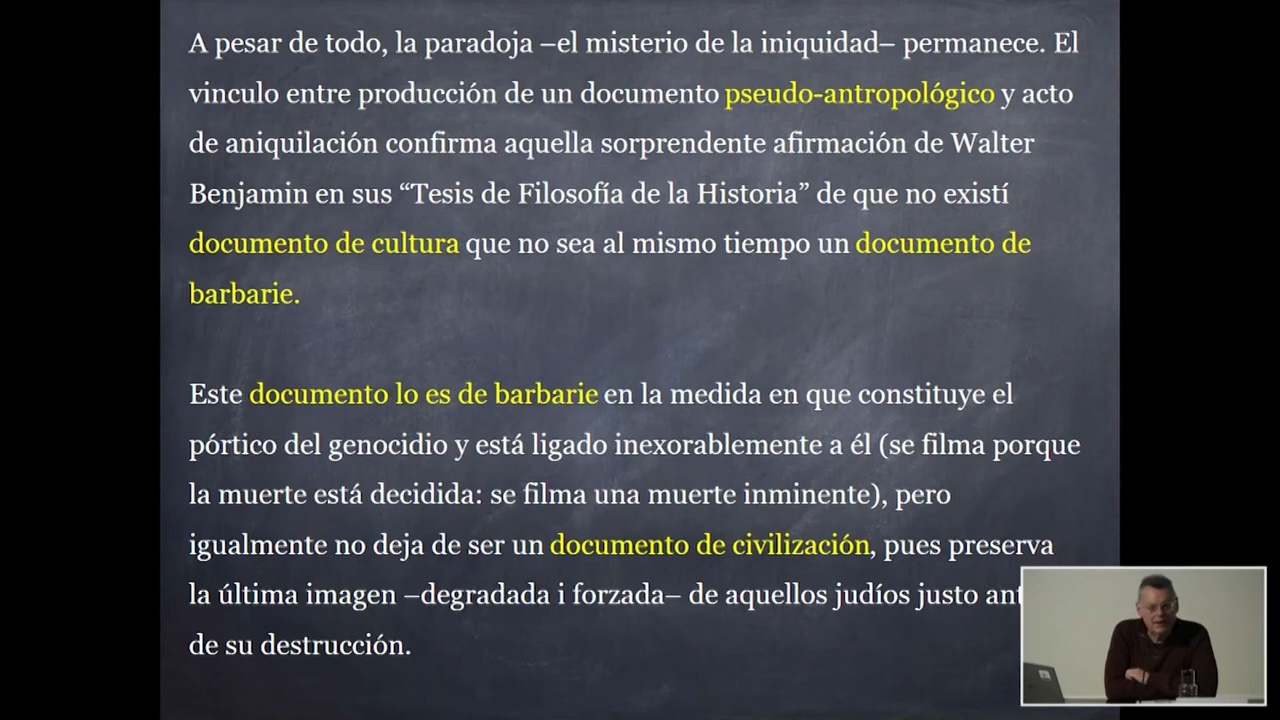 A pesar de todo, la paradoja –el misterio de la iniquidad– permanece. El
vinculo entre producción de un documento pseudo-antropológico y acto
de aniquilación confirma aquella sorprendente afirmación de Walter
Benjamin en sus “Tesis de Filosofía de la Historia” de que no existí
documento de cultura que no sea al mismo tiempo un documento de
barbarie.
Este documento lo es de barbarie en la medida en que constituye el
pórtico del genocidio y está ligado inexorablemente a él (se filma porque
la muerte está decidida: se filma una muerte inminente), pero
igualmente no deja de ser un documento de civilización, pues preserva
la última imagen –degradada i forzada– de aquellos judíos justo
de su destrucción.